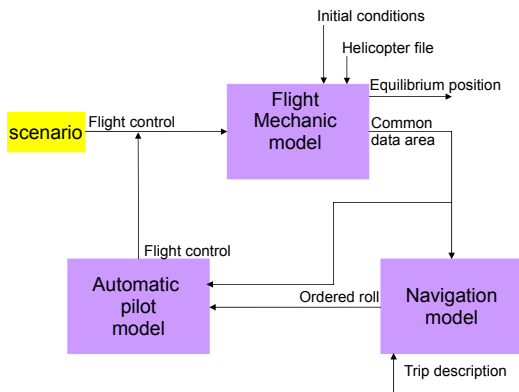 Initial conditions
Helicopter file
Equilibrium position
Flight
Mechanic
model
Common
data area
scenario
Flight control
Flight control
Automatic
pilot
model
Ordered roll
Navigation
model
Trip description